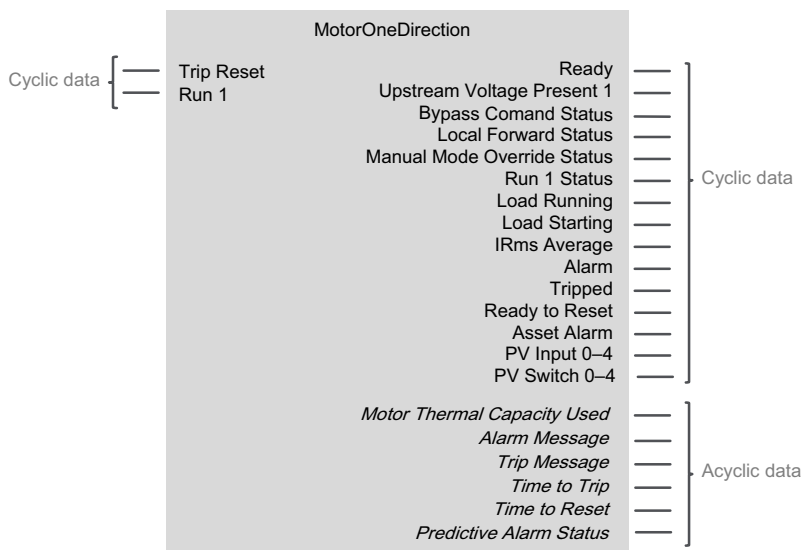 MotorOneDirection
Cyclic data
Trip Reset
Run 1
Ready
Upstream Voltage Present 1
Bypass Comand Status
Local Forward Status
Manual Mode Override Status
Run 1 Status
Load Running
Load Starting
IRms Average
Alarm
Tripped
Ready to Reset
Asset Alarm
PV Input 0–4
PV Switch 0–4
Cyclic data
Motor Thermal Capacity Used
Alarm Message
Trip Message
Time to Trip
Time to Reset
Predictive Alarm Status
Acyclic data